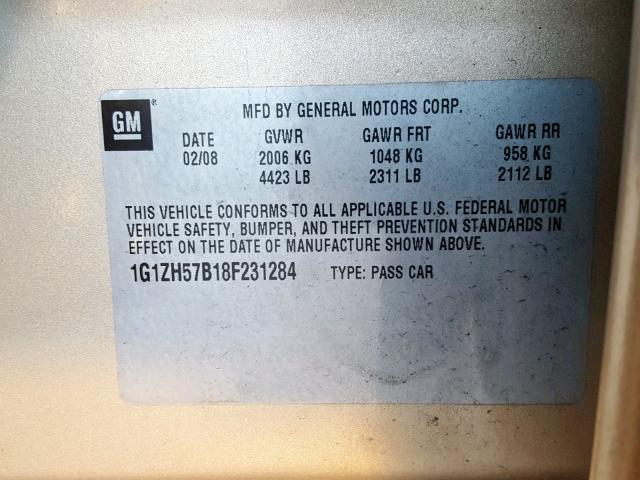 GM ®
MFD BY GENERAL MOTORS CORP.
DATE GVWR GAWR FRT GAWR RR
02/08 2006 KG 1048 KG 958 KG
4423 LB 2311 LB 2112 LB
THIS VEHICLE CONFORMS TO ALL APPLICABLE U.S. FEDERAL MOTOR
VEHICLE SAFETY, BUMPER, AND THEFT PREVENTION STANDARDS IN
EFFECT ON THE DATE OF MANUFACTURE SHOWN ABOVE.
1G1ZH57B18F231284 TYPE: PASS CAR